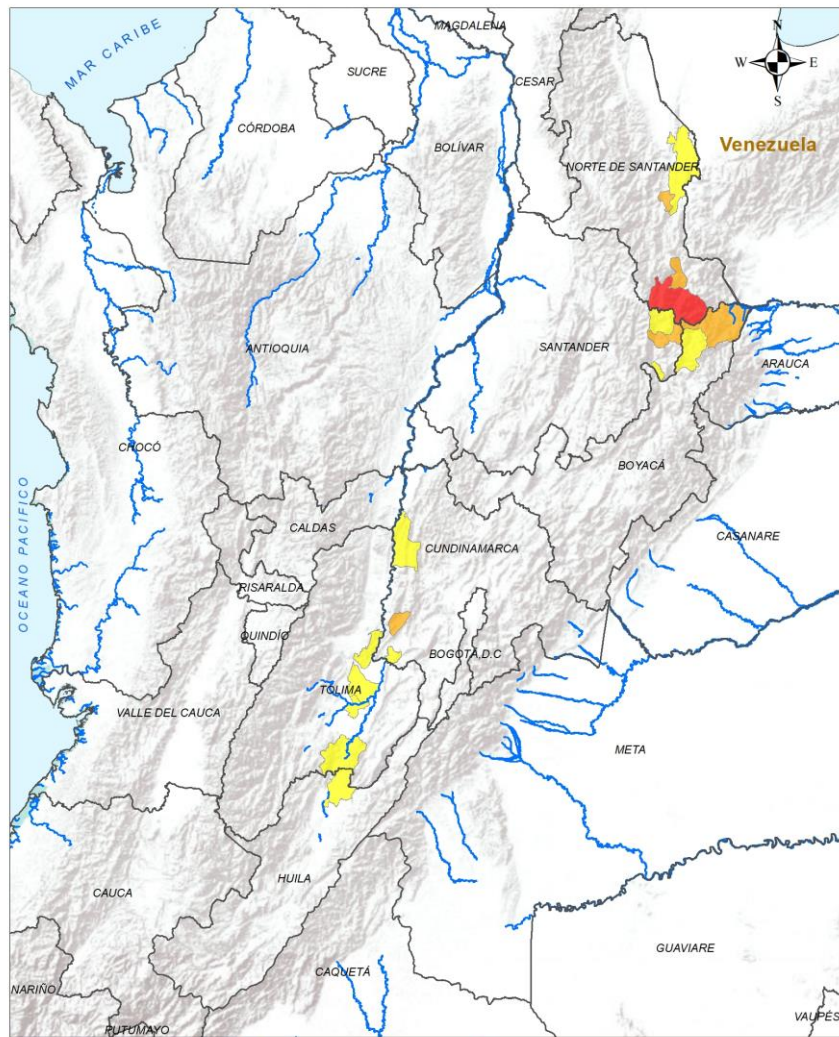 MAGDALENA
MAR CARIBE
N
SUCRE
W
E
CESAR
S
CÓRDOBA
BOLÍVAR
Venezuela
NORTE DE SANTANDER
ANTIOQUIA
SANTANDER
ARAUCA
CHOCÓ
BOYACÁ
CALDAS
CUNDINAMARCA
CASANARE
OCEANO PACIFICO
RISARALDA
QUINDÍO
BOGOTÁ,D.C
TOLIMA
VALLE DEL CAUCA
META
HUILA
CAUCA
GUAVIARE
CAQUETÁ
NARIÑO
VAUPÉS
PUTUMAYO